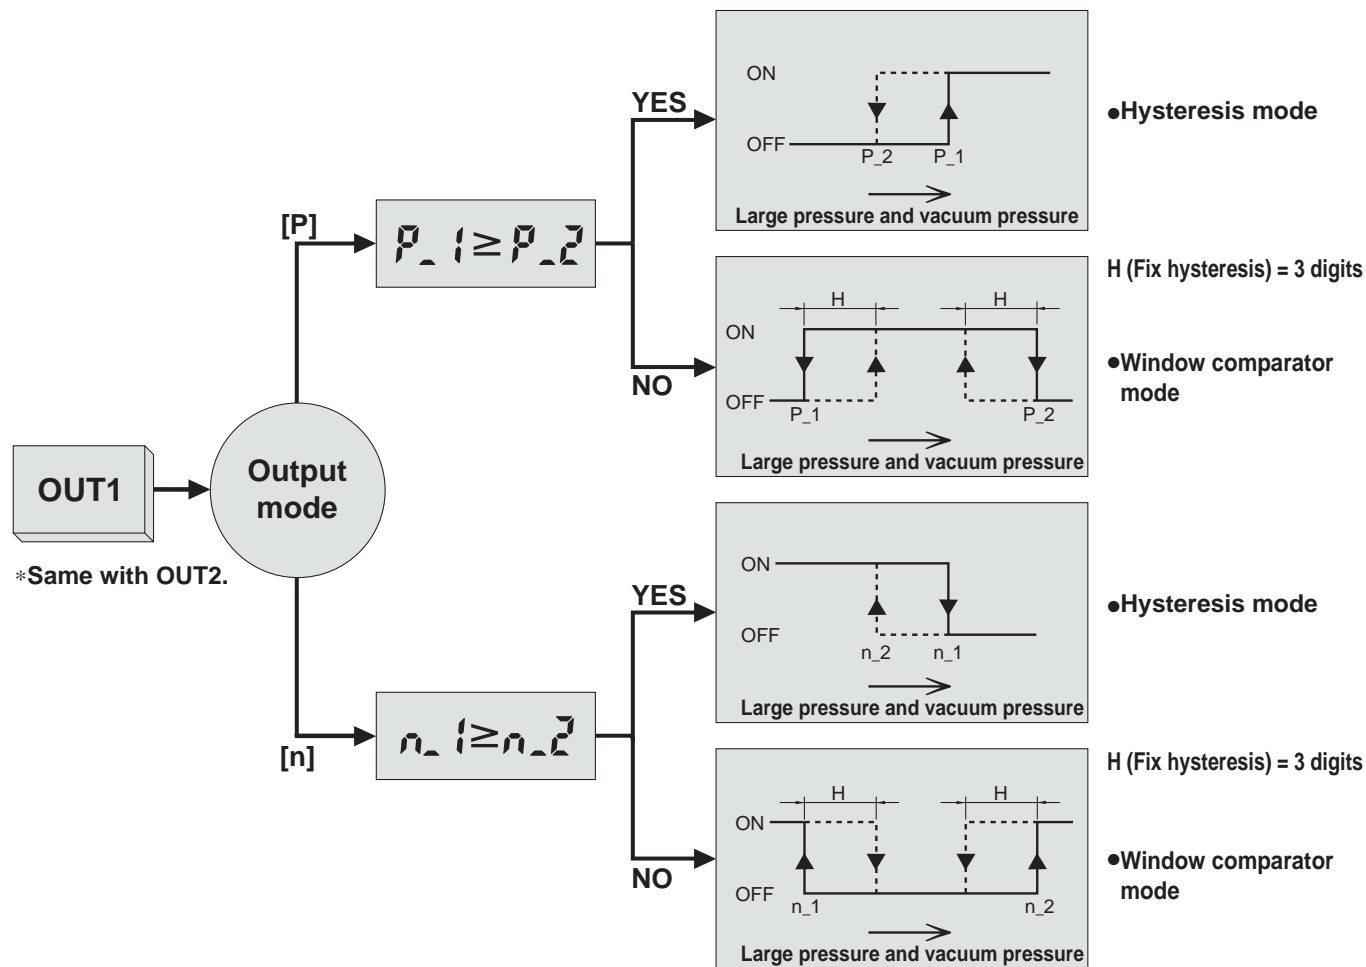 OUT1
*Same with OUT2.
Output
mode
[P]
P_1≧P_2
YES
ON
OFF
P_2 P_1
Large pressure and vacuum pressure
●Hysteresis mode
NO
H (Fix hysteresis) = 3 digits
H H
ON
OFF
P_1 P_2
Large pressure and vacuum pressure
●Window comparator
mode
[n]
n_1≧n_2
YES
ON
OFF
n_2 n_1
Large pressure and vacuum pressure
●Hysteresis mode
NO
H (Fix hysteresis) = 3 digits
H H
ON
OFF
n_1 n_2
Large pressure and vacuum pressure
●Window comparator
mode